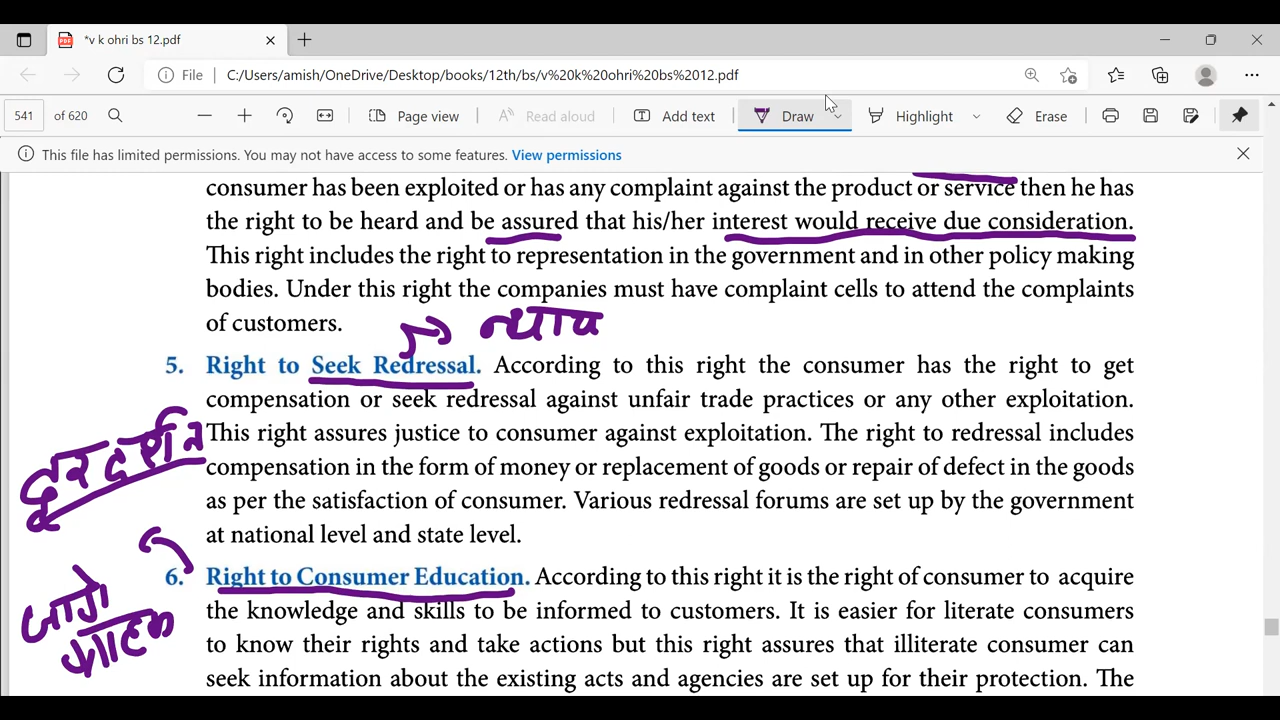 *v k ohri bs 12.pdf
File C:/Users/amish/OneDrive/Desktop/books/12th/bs/v%20k%20ohri%20bs%2012.pdf
541 of 620 Page view Read aloud Add text Draw Highlight Erase
This file has limited permissions. You may not have access to some features. View permissions
consumer has been exploited or has any complaint against the product or service then he has
the right to be heard and be assured that his/her interest would receive due consideration.
This right includes the right to representation in the government and in other policy making
bodies. Under this right the companies must have complaint cells to attend the complaints
of customers.
न्याय
5. Right to Seek Redressal. According to this right the consumer has the right to get
compensation or seek redressal against unfair trade practices or any other exploitation.
This right assures justice to consumer against exploitation. The right to redressal includes
compensation in the form of money or replacement of goods or repair of defect in the goods
as per the satisfaction of consumer. Various redressal forums are set up by the government
at national level and state level.
दूरदर्शन
6. Right to Consumer Education. According to this right it is the right of consumer to acquire
the knowledge and skills to be informed to customers. It is easier for literate consumers
to know their rights and take actions but this right assures that illiterate consumer can
seek information about the existing acts and agencies are set up for their protection. The
जागो
ग्राहक